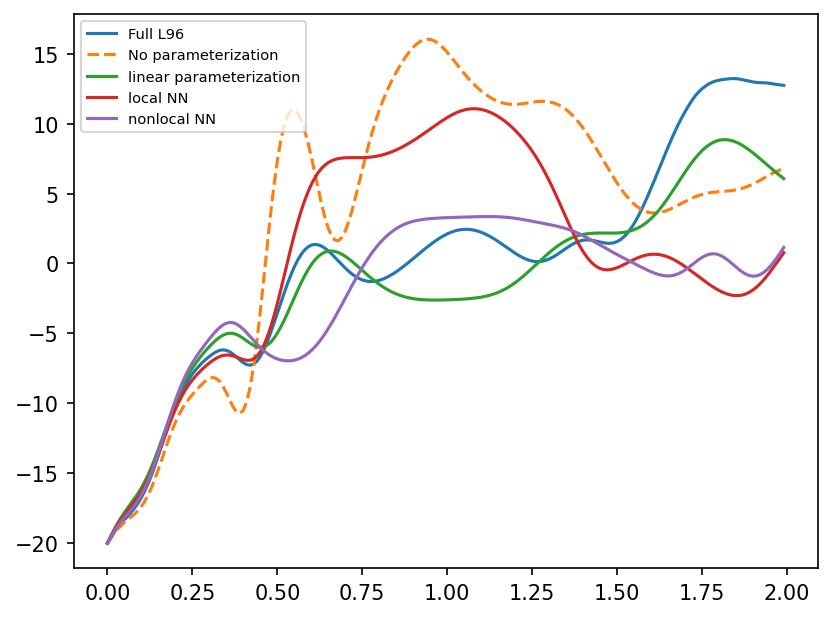 Full L96
No parameterization
linear parameterization
local NN
nonlocal NN
15
10
5
0
−5
−10
−15
−20
0.00 0.25 0.50 0.75 1.00 1.25 1.50 1.75 2.00